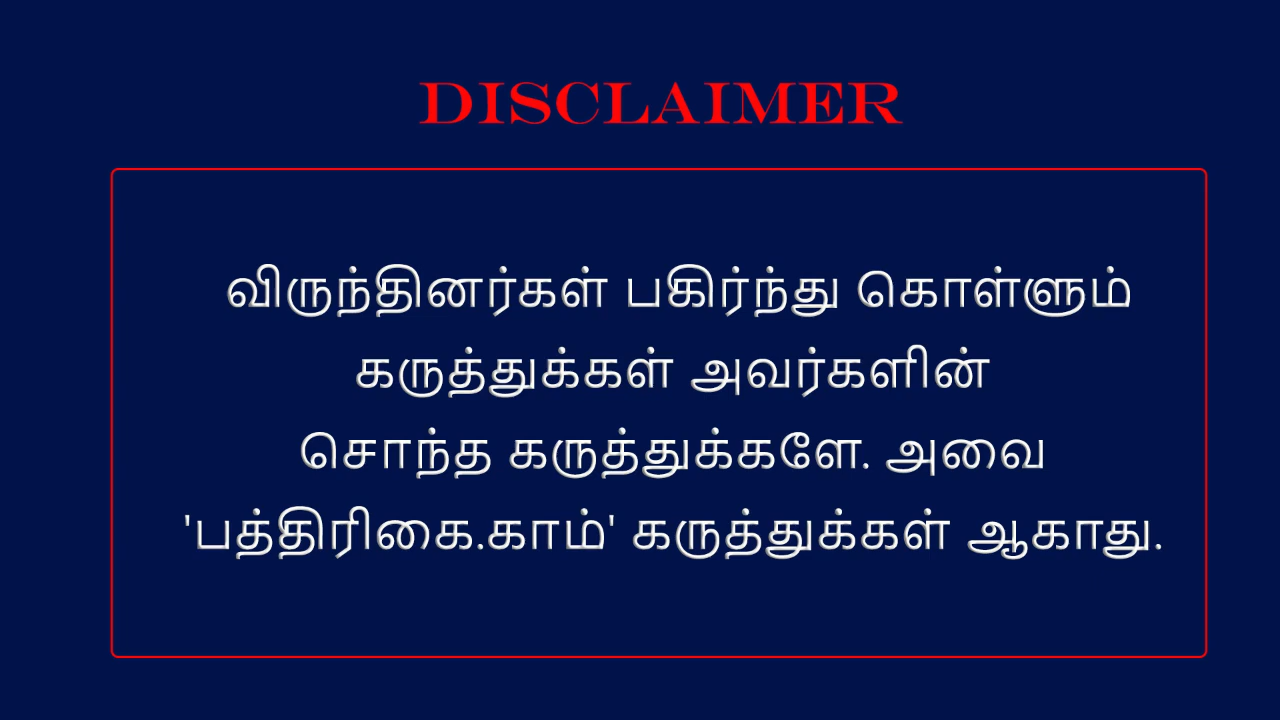 DISCLAIMER
விருந்தினர்கள் பகிர்ந்து கொள்ளும்
கருத்துக்கள் அவர்களின்
சொந்த கருத்துக்களே. அவை
'பத்திரிகை.காம்' கருத்துக்கள் ஆகாது.